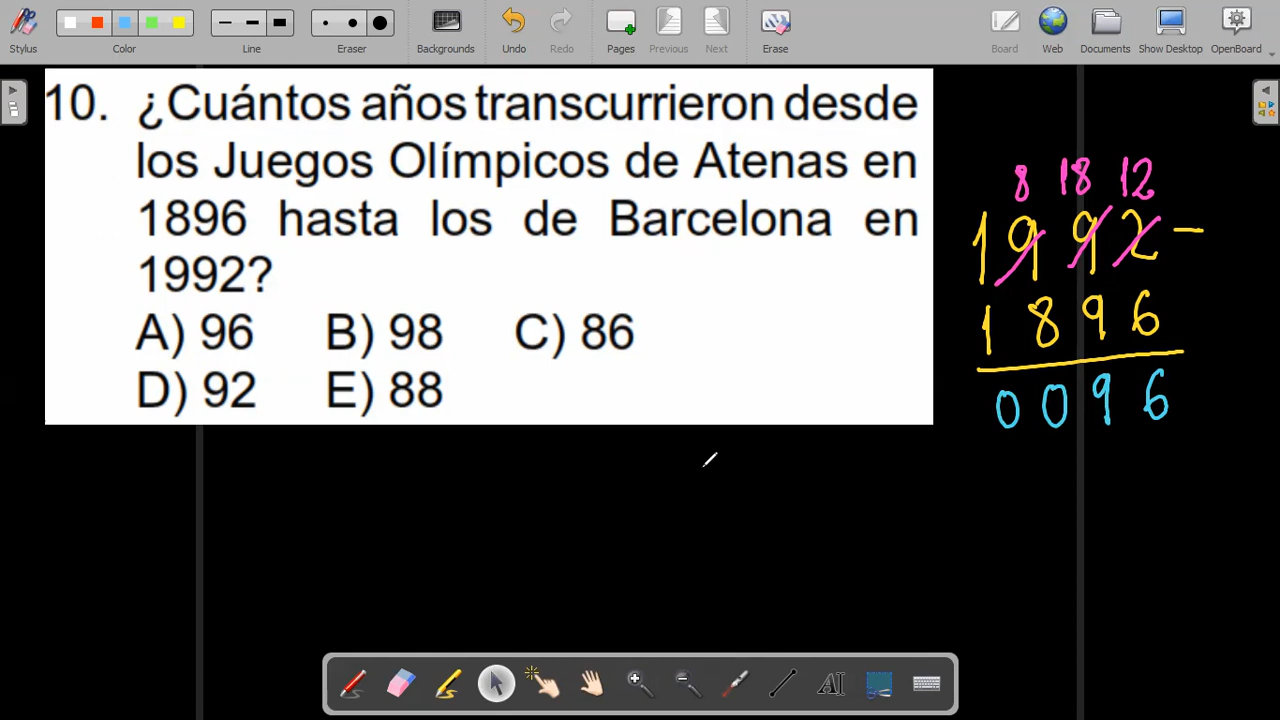 Stylus Color Line Eraser Backgrounds Undo Redo Pages Previous Next Erase Board Web Documents Show Desktop OpenBoard
10. ¿Cuántos años transcurrieron desde
los Juegos Olímpicos de Atenas en
1896 hasta los de Barcelona en
1992?
A) 96 B) 98 C) 86
D) 92 E) 88
8 18 12
1 9 9 2 −
1 8 9 6
0 0 9 6